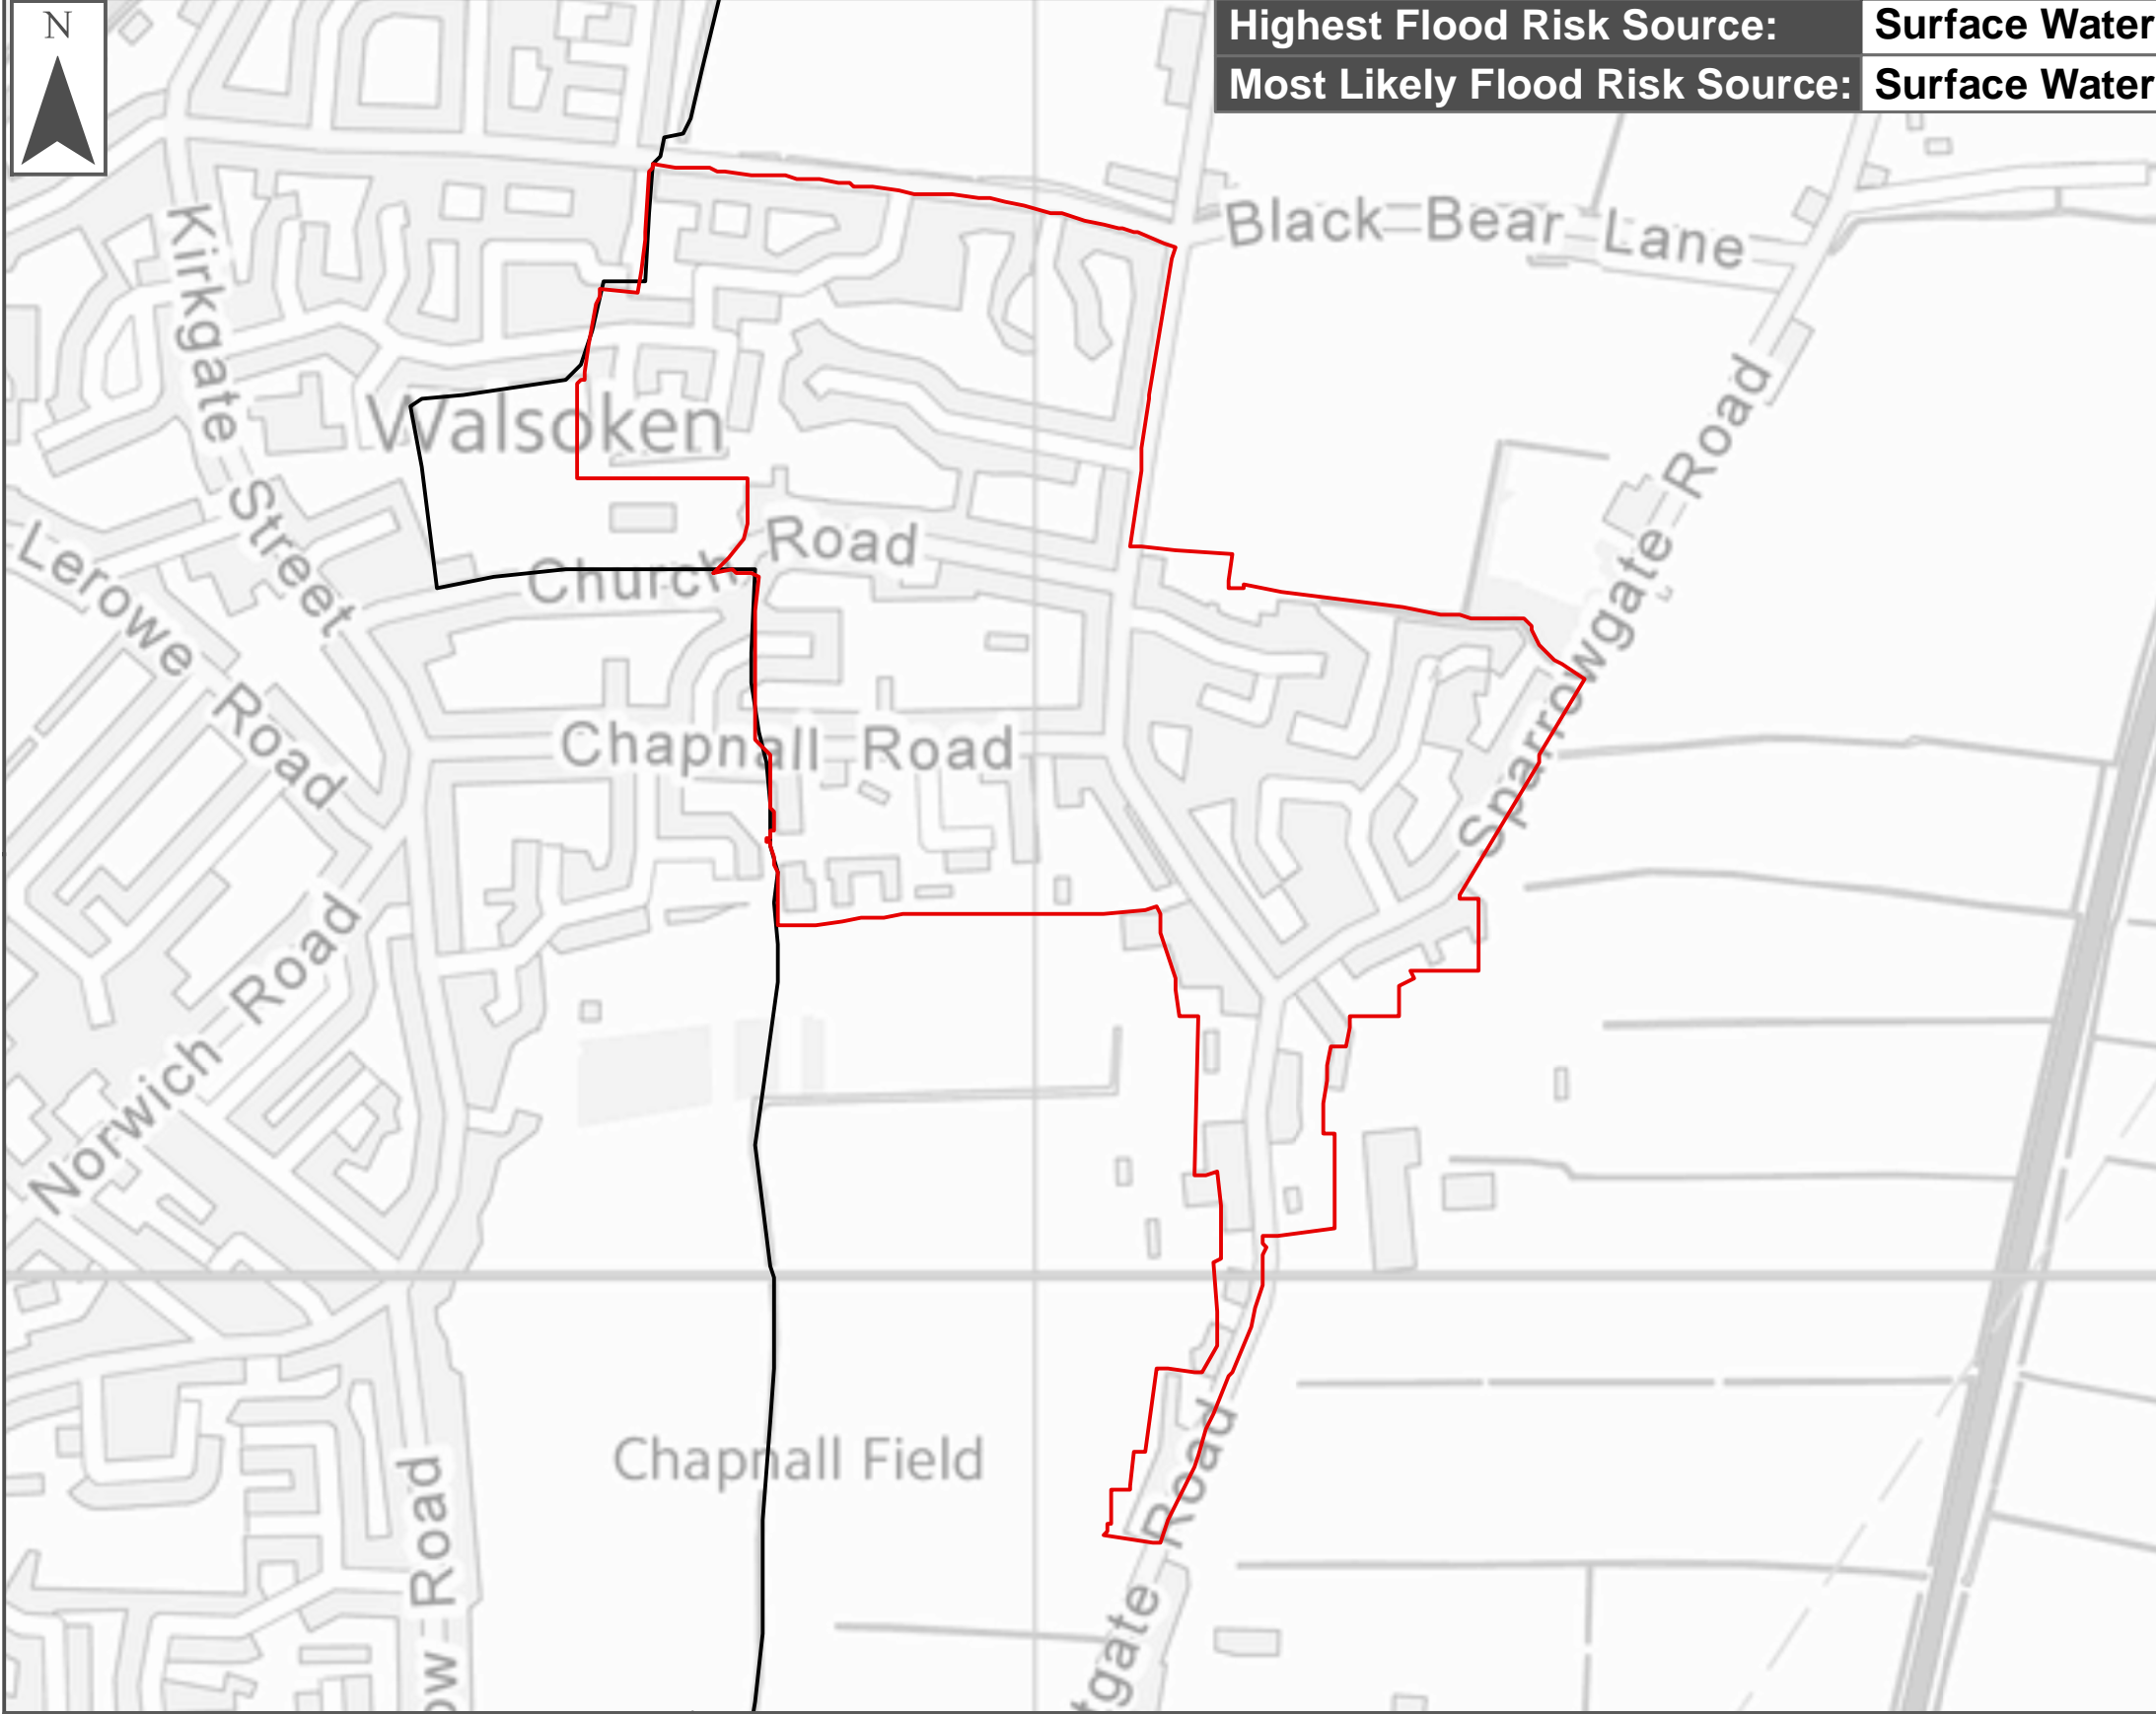 N
Highest Flood Risk Source: Surface Water
Most Likely Flood Risk Source: Surface Water
Black Bear Lane
Kirkgate Street
Walsoken
Sparrowgate Road
Church Road
Lerowe Road
Chapnall Road
Norwich Road
Chapnall Field
Road
Road